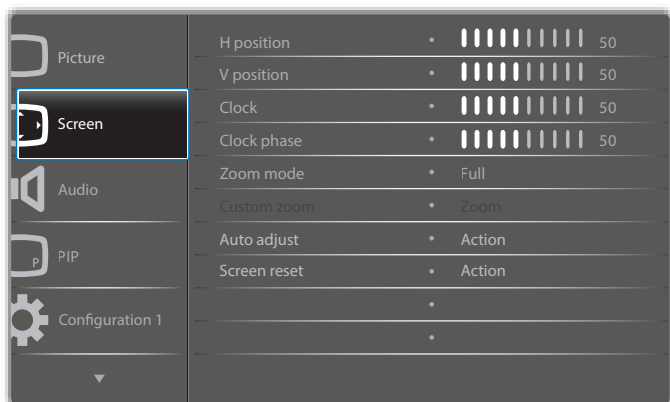 Picture
Screen
Audio
P
PIP
Configuration 1
H position • 50
V position • 50
Clock • 50
Clock phase • 50
Zoom mode • Full
Custom zoom • Zoom
Auto adjust • Action
Screen reset • Action
•
•